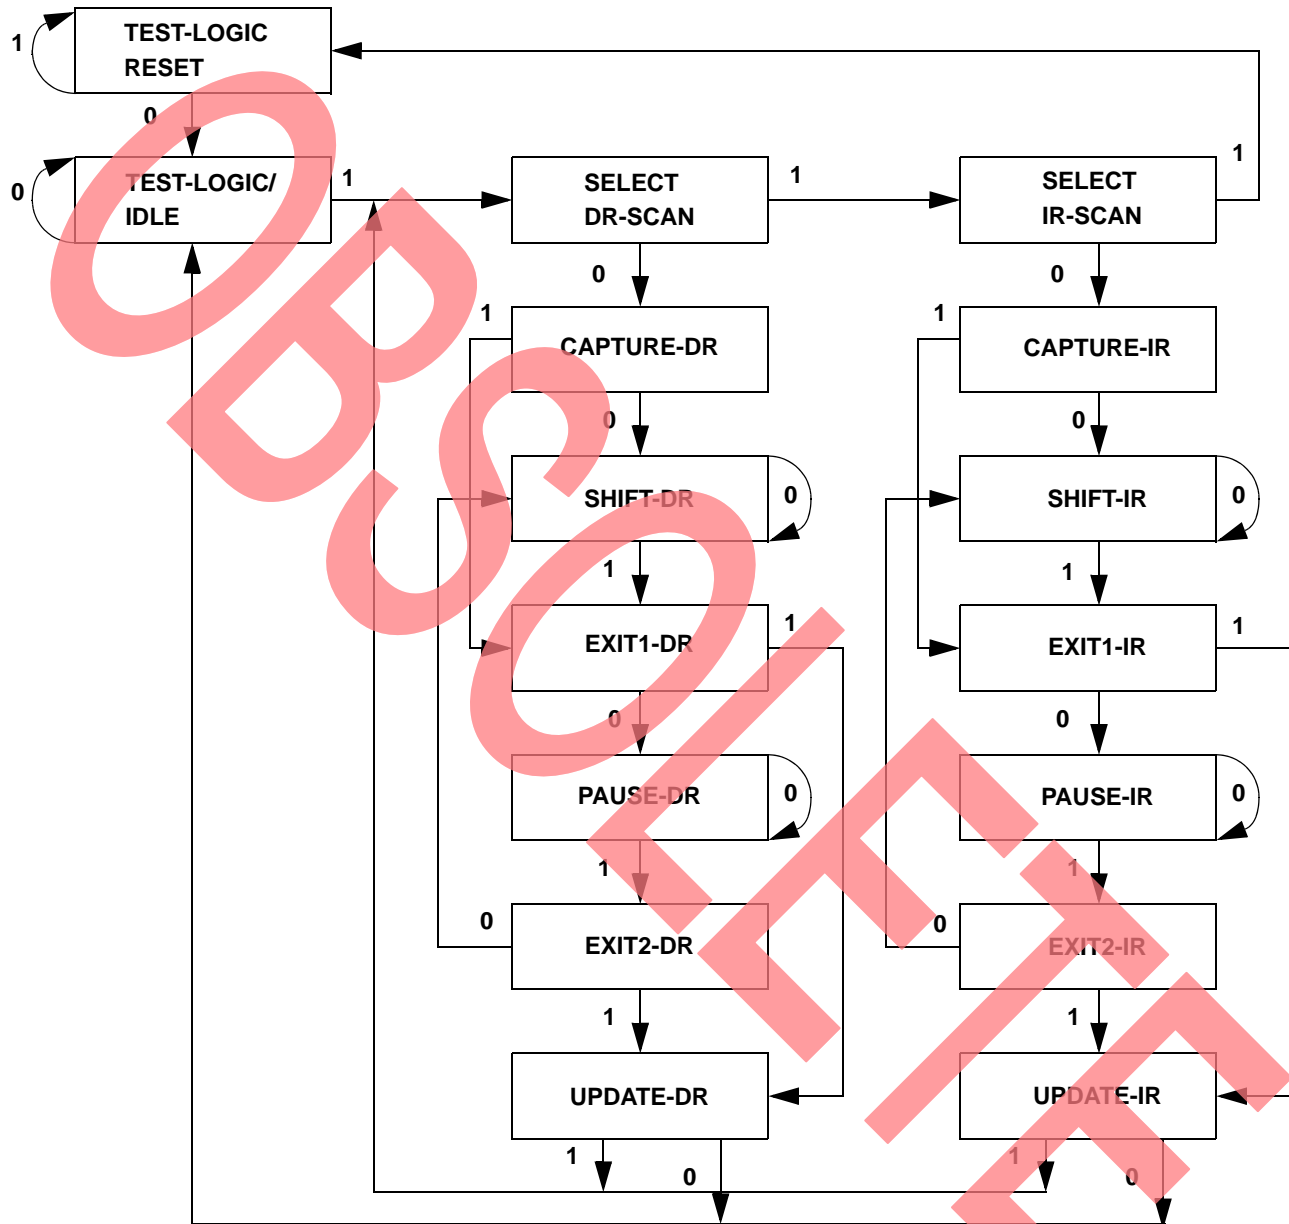 1
TEST-LOGIC
RESET
0
0
TEST-LOGIC/
IDLE
1
SELECT
DR-SCAN
1
SELECT
IR-SCAN
1
0
0
1
CAPTURE-DR
1
CAPTURE-IR
0
0
SHIFT-DR
0
SHIFT-IR
0
1
1
EXIT1-DR
1
EXIT1-IR
1
0
0
PAUSE-DR
0
PAUSE-IR
0
1
1
0
EXIT2-DR
0
EXIT2-IR
1
1
UPDATE-DR
UPDATE-IR
1
0
1
0
OBSOLETE